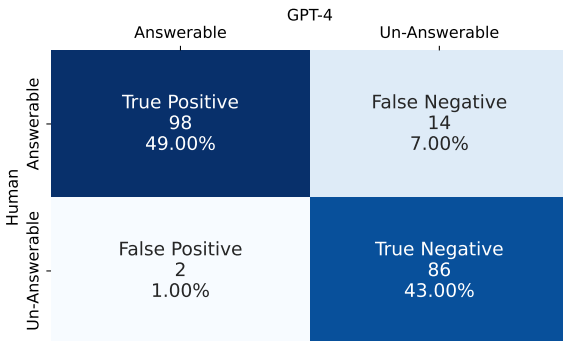 GPT-4
Answerable
Un-Answerable
Human
Answerable
True Positive
98
49.00%
False Negative
14
7.00%
Un-Answerable
False Positive
2
1.00%
True Negative
86
43.00%